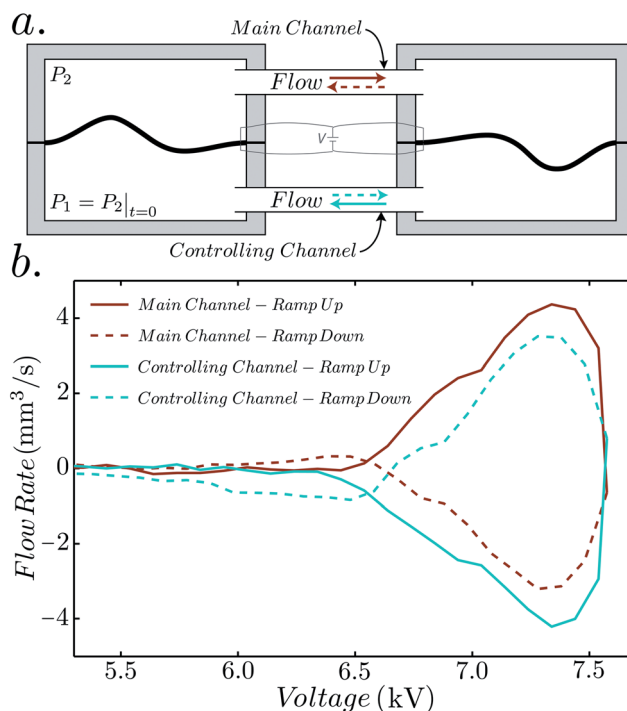 a.
Main Channel
P₂
Flow
V
P₁ = P₂|ₜ₌₀
Flow
Controlling Channel
b.
Main Channel – Ramp Up
Main Channel – Ramp Down
Controlling Channel – Ramp Up
Controlling Channel – Ramp Down
4
2
0
-2
-4
Flow Rate (mm³/s)
5.5 6.0 6.5 7.0 7.5
Voltage (kV)